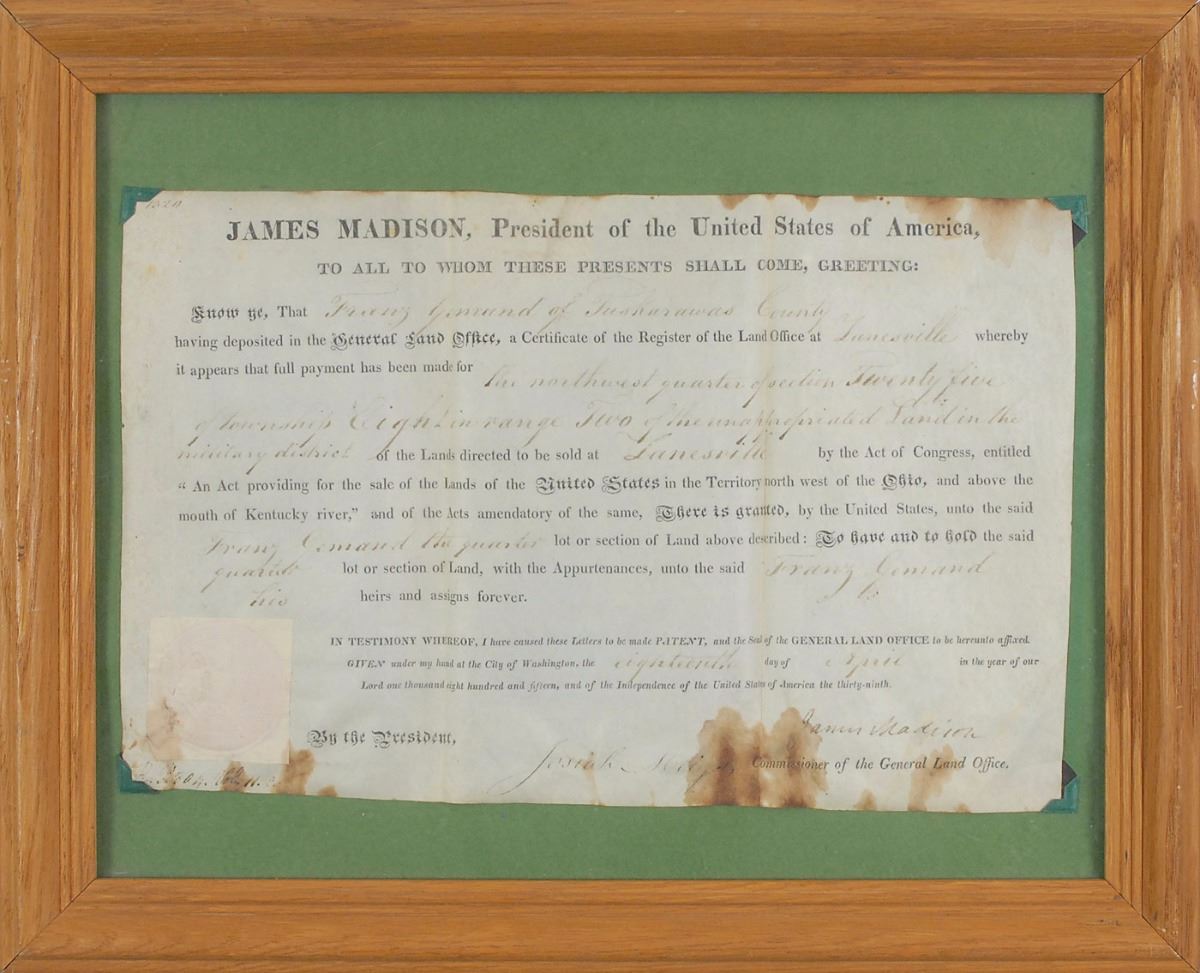 JAMES MADISON, President of the United States of America,
TO ALL TO WHOM THESE PRESENTS SHALL COME, GREETING:
Know ye, That Franz Gemand of Tuskarawas County
having deposited in the General Land Office, a Certificate of the Register of the Land Office at Zanesville whereby
it appears that full payment has been made for the northwest quarter of section Twenty five
of township Eight in range Two of the unappropriated Land in the
military district of the Lands directed to be sold at Zanesville by the Act of Congress, entitled
“An Act providing for the sale of the Lands of the United States in the Territory north west of the Ohio, and above the
mouth of Kentucky river,” and of the Acts amendatory of the same, There is granted, by the United States, unto the said
Franz Gemand the quarter lot or section of Land above described: To have and to hold the said
quarter lot or section of Land, with the Appurtenances, unto the said Franz Gemand
his heirs and assigns forever.
IN TESTIMONY WHEREOF, I have caused these Letters to be made PATENT, and the Seal of the GENERAL LAND OFFICE to be hereunto affixed.
GIVEN under my hand at the City of Washington, the eighteenth day of April in the year of our
Lord one thousand eight hundred and fifteen, and of the Independence of the United States of America the thirty-ninth.
James Madison
By the President,
Josiah Meigs, Commissioner of the General Land Office.